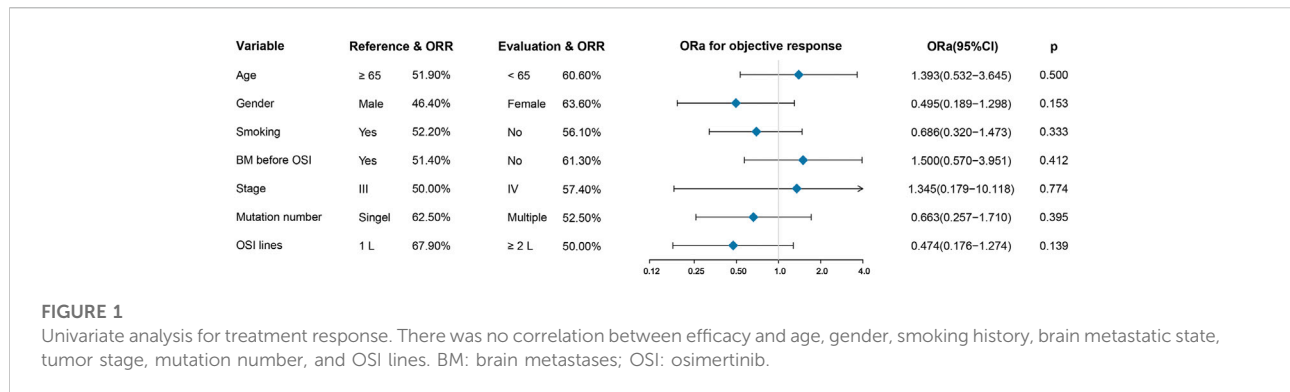 Variable Reference & ORR Evaluation & ORR ORa for objective response ORa(95%CI) p
Age ≥ 65 51.90% < 65 60.60% 1.393(0.532−3.645) 0.500
Gender Male 46.40% Female 63.60% 0.495(0.189−1.298) 0.153
Smoking Yes 52.20% No 56.10% 0.686(0.320−1.473) 0.333
BM before OSI Yes 51.40% No 61.30% 1.500(0.570−3.951) 0.412
Stage III 50.00% IV 57.40% 1.345(0.179−10.118) 0.774
Mutation number Singel 62.50% Multiple 52.50% 0.663(0.257−1.710) 0.395
OSI lines 1 L 67.90% ≥ 2 L 50.00% 0.474(0.176−1.274) 0.139
0.12 0.25 0.50 1.0 2.0 4.0
FIGURE 1
Univariate analysis for treatment response. There was no correlation between efficacy and age, gender, smoking history, brain metastatic state,
tumor stage, mutation number, and OSI lines. BM: brain metastases; OSI: osimertinib.